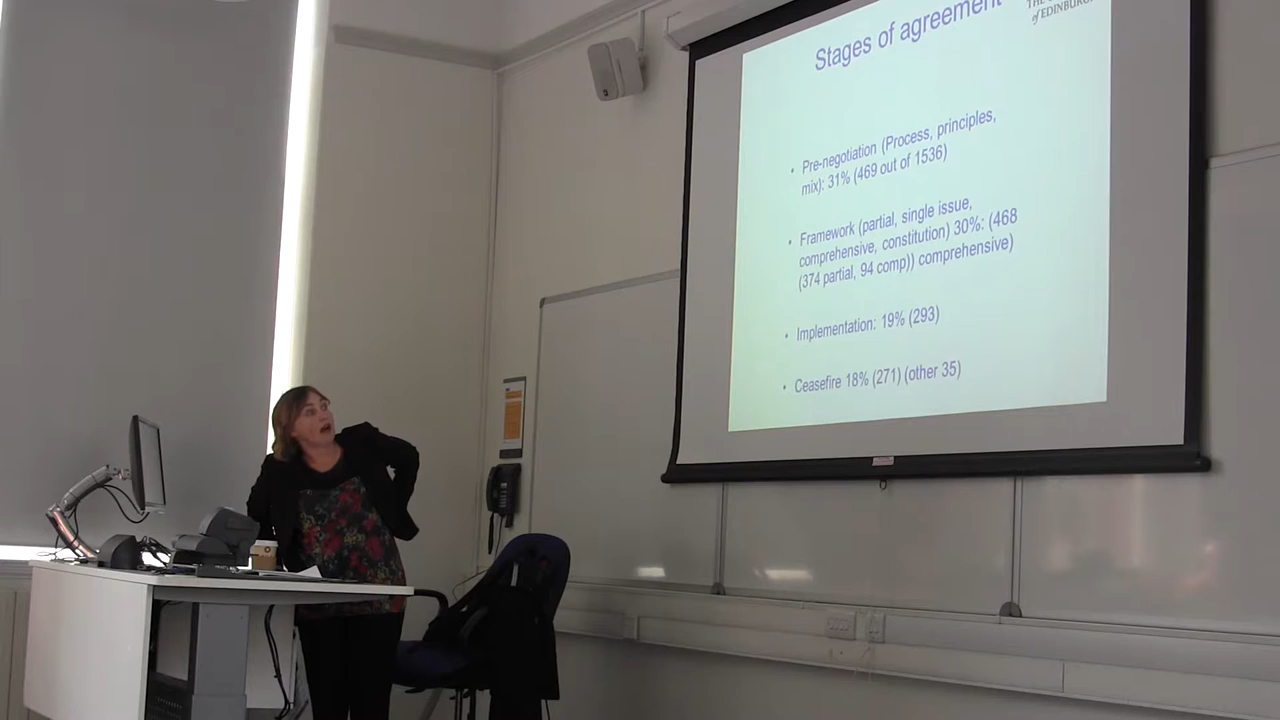 Stages of agreement
of EDINBURGH
• Pre-negotiation (Process, principles,
mix): 31% (469 out of 1536)
• Framework (partial, single issue,
comprehensive, constitution) 30%: (468
(374 partial, 94 comp)) comprehensive)
• Implementation: 19% (293)
• Ceasefire 18% (271) (other 35)